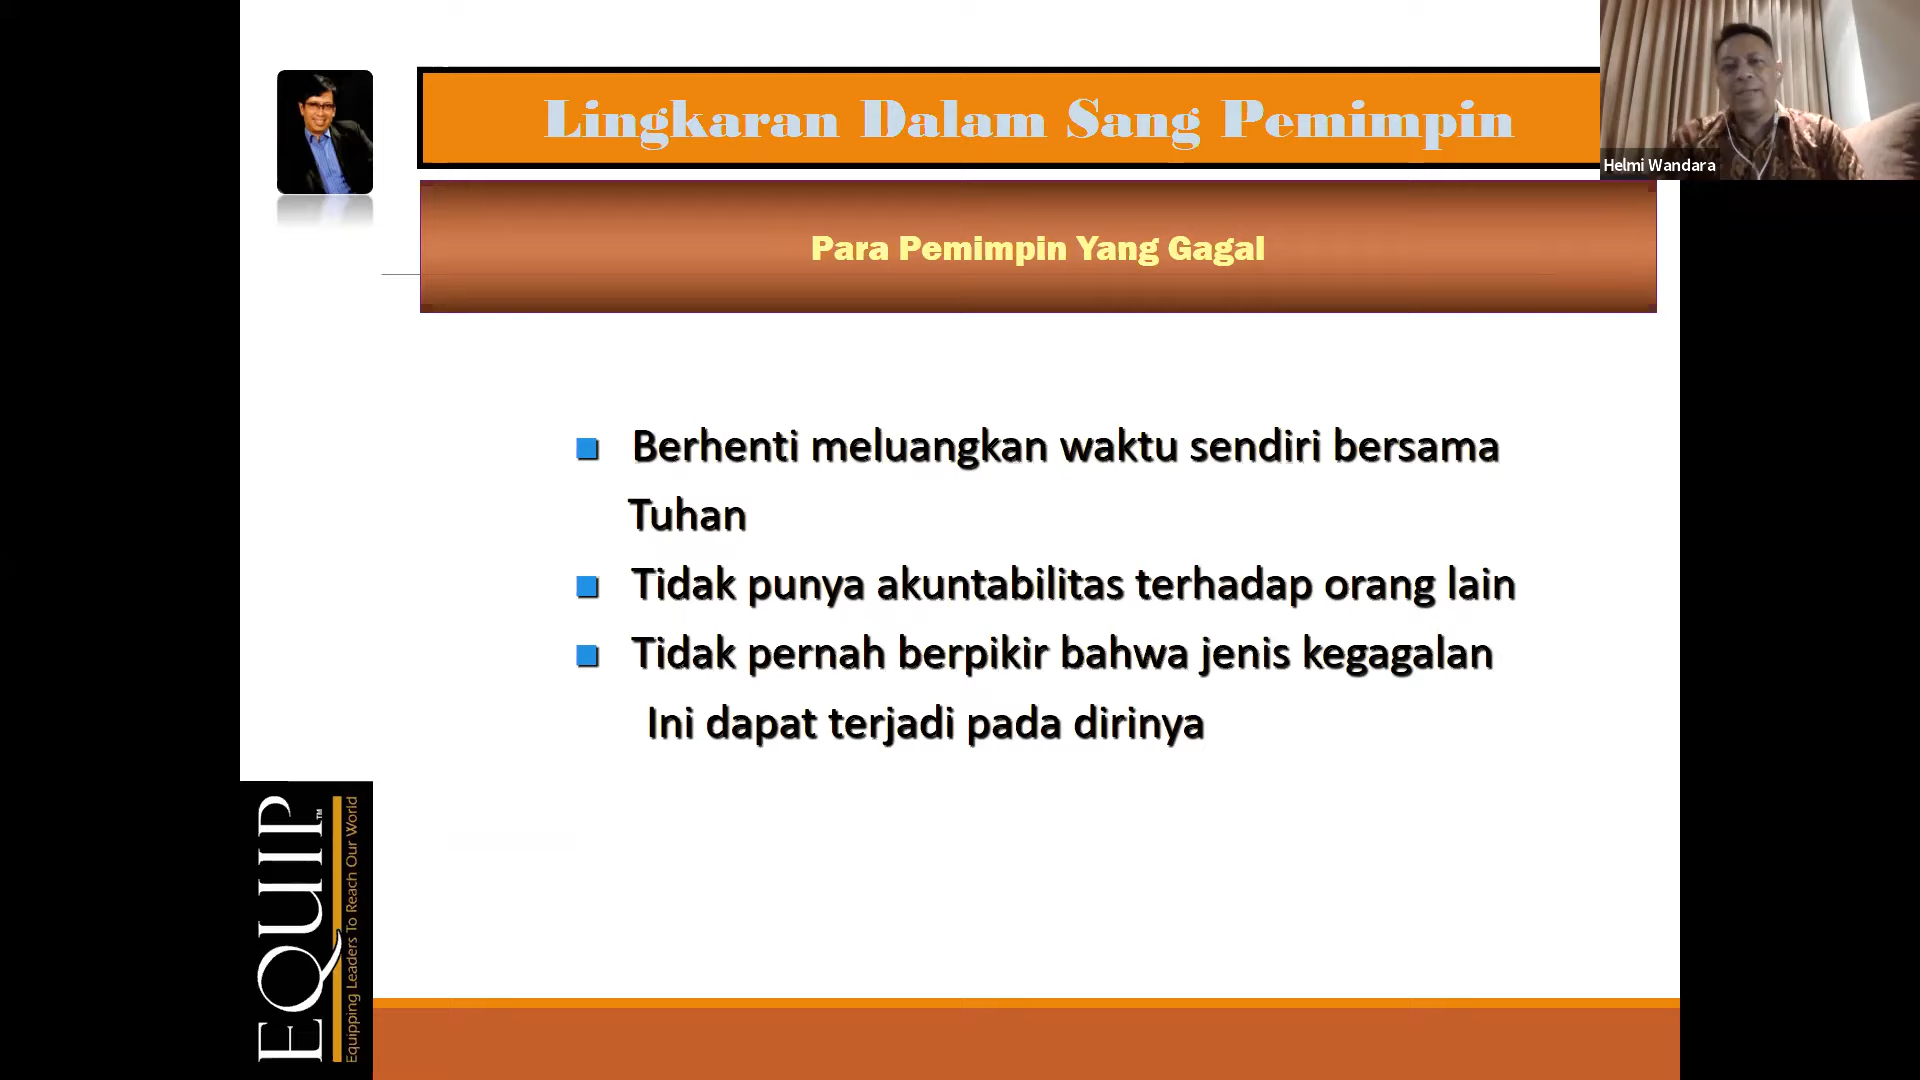 Lingkaran Dalam Sang Pemimpin
Helmi Wandara
Para Pemimpin Yang Gagal
Berhenti meluangkan waktu sendiri bersama
Tuhan
Tidak punya akuntabilitas terhadap orang lain
Tidak pernah berpikir bahwa jenis kegagalan
Ini dapat terjadi pada dirinya
EQUIP™
Equipping Leaders To Reach Our World